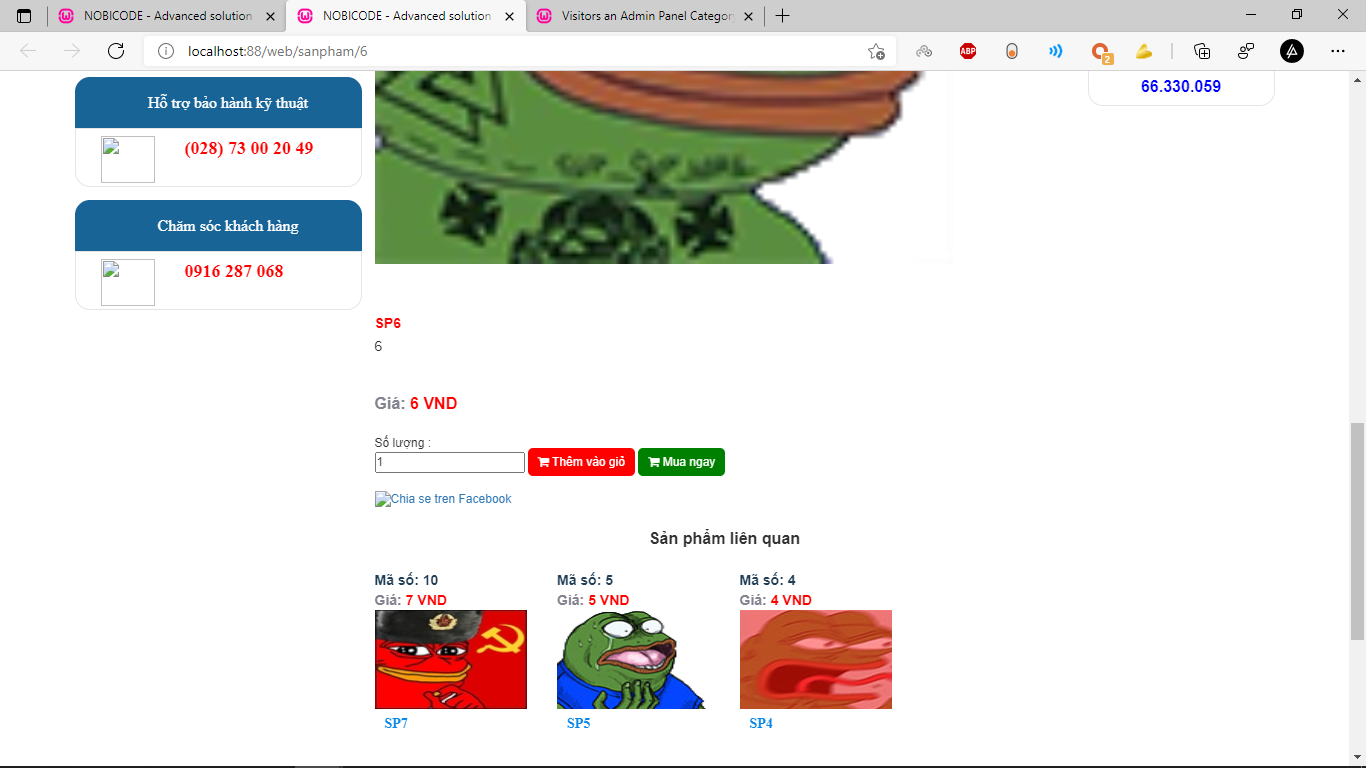 NOBICODE - Advanced solution
NOBICODE - Advanced solution
Visitors an Admin Panel Categor
localhost:88/web/sanpham/6
ABP
2
Hỗ trợ bảo hành kỹ thuật
(028) 73 00 20 49
Chăm sóc khách hàng
0916 287 068
66.330.059
SP6
6
Giá: 6 VND
Số lượng :
1
Thêm vào giỏ
Mua ngay
Chia se tren Facebook
Sản phẩm liên quan
Mã số: 10
Giá: 7 VND
SP7
Mã số: 5
Giá: 5 VND
SP5
Mã số: 4
Giá: 4 VND
SP4